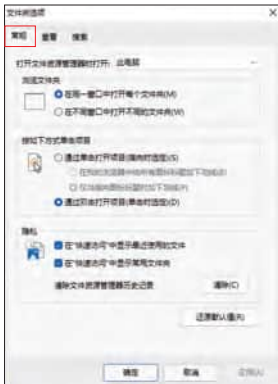 文件夹选项
常规 查看 搜索
打开文件资源管理器时打开: 此电脑
浏览文件夹
在同一窗口中打开每个文件夹(M)
在不同窗口中打开不同的文件夹(W)
按如下方式单击项目
通过单击打开项目(指向时选定)(S)
通过双击打开项目(单击时选定)(D)
隐私
在“快速访问”中显示最近使用的文件
在“快速访问”中显示常用文件夹
清除文件资源管理器历史记录 清除(C)
还原默认值(R)
确定 取消 应用(A)